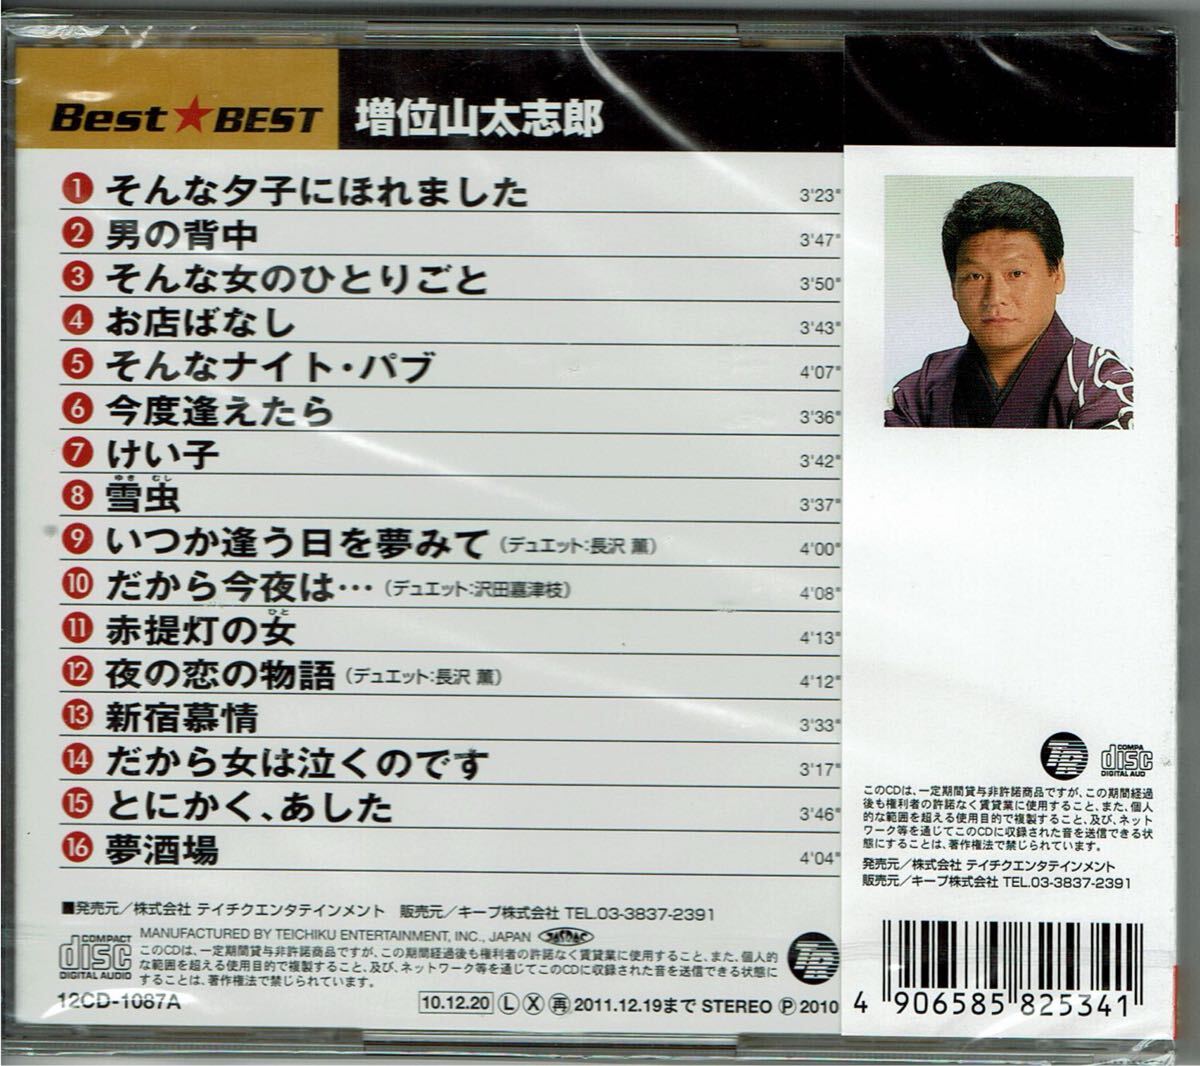 Best★BEST
増位山太志郎
1 そんな夕子にほれました 3'23"
2 男の背中 3'47"
3 そんな女のひとりごと 3'50"
4 お店ばなし 3'43"
5 そんなナイト・パブ 4'07"
6 今度逢えたら 3'36"
7 けい子 3'42"
ゆき むし
8 雪虫 3'37"
9 いつか逢う日を夢みて (デュエット:長沢 薫) 4'00"
10 だから今夜は… (デュエット:沢田嘉津枝) 4'08"
ひと
11 赤提灯の女 4'13"
12 夜の恋の物語 (デュエット:長沢 薫) 4'12"
13 新宿慕情 3'33"
14 だから女は泣くのです 3'17"
15 とにかく、あした 3'46"
16 夢酒場 4'04"
■発売元/株式会社 テイチクエンタテインメント 販売元/キープ株式会社 TEL.03-3837-2391
MANUFACTURED BY TEICHIKU ENTERTAINMENT, INC., JAPAN JASRAC
COMPACT disc DIGITAL AUDIO
このCDは、一定期間貸与非許諾商品ですが、この期間経過後も権利者の許諾なく賃貸業に使用すること、また、個人的
な範囲を超える使用目的で複製すること、及び、ネットワーク等を通じてこのCDに収録された音を送信できる状態に
することは、著作権法で禁じられています。
12CD-1087A
10.12.20 L X 再 2011.12.19まで STEREO P 2010
COMPA disc DIGITAL AUD
このCDは、一定期間貸与非許諾商品ですが、この期間経過
後も権利者の許諾なく賃貸業に使用すること、また、個人
的な範囲を超える使用目的で複製すること、及び、ネット
ワーク等を通じてこのCDに収録された音を送信できる状
態にすることは、著作権法で禁じられています。
発売元/株式会社 テイチクエンタテインメント
販売元/キープ株式会社 TEL.03-3837-2391
4 906585 825341